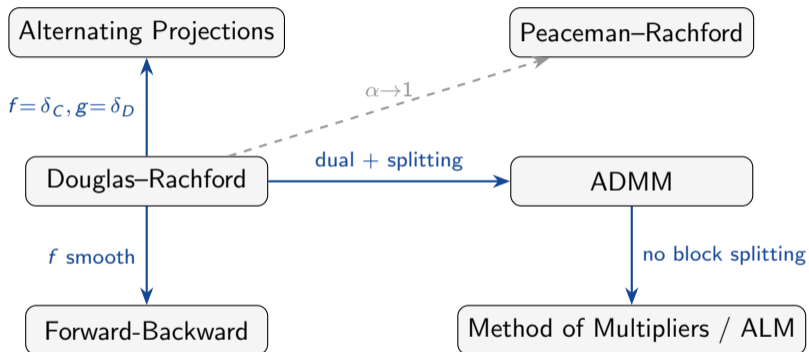 Alternating Projections
Peaceman–Rachford
f=δ_C, g=δ_D
α→1
dual + splitting
Douglas–Rachford
ADMM
f smooth
no block splitting
Forward-Backward
Method of Multipliers / ALM